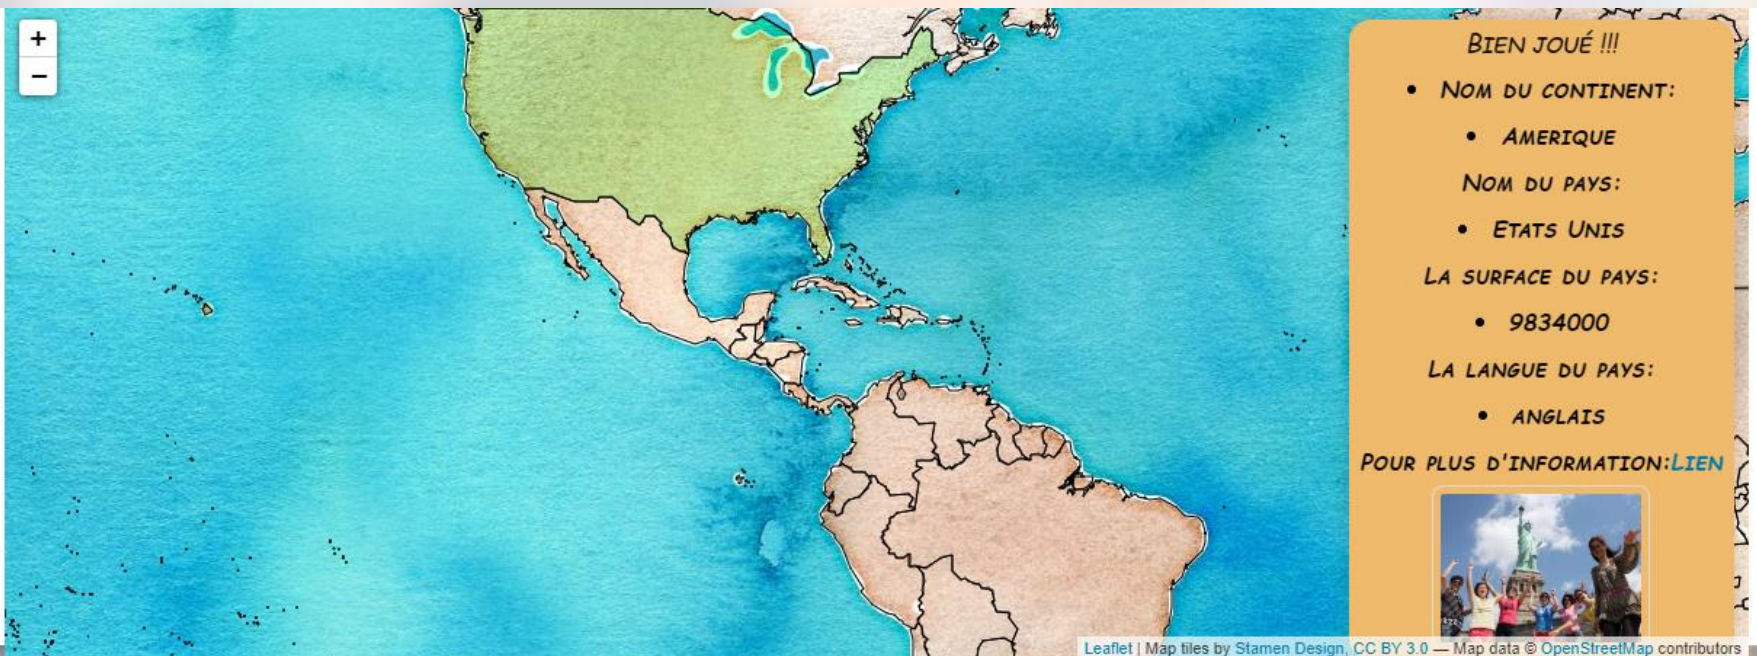 +
−
BIEN JOUÉ !!!
• NOM DU CONTINENT:
• AMERIQUE
NOM DU PAYS:
• ETATS UNIS
LA SURFACE DU PAYS:
• 9834000
LA LANGUE DU PAYS:
• ANGLAIS
POUR PLUS D'INFORMATION:LIEN
Leaflet | Map tiles by Stamen Design, CC BY 3.0 — Map data © OpenStreetMap contributors